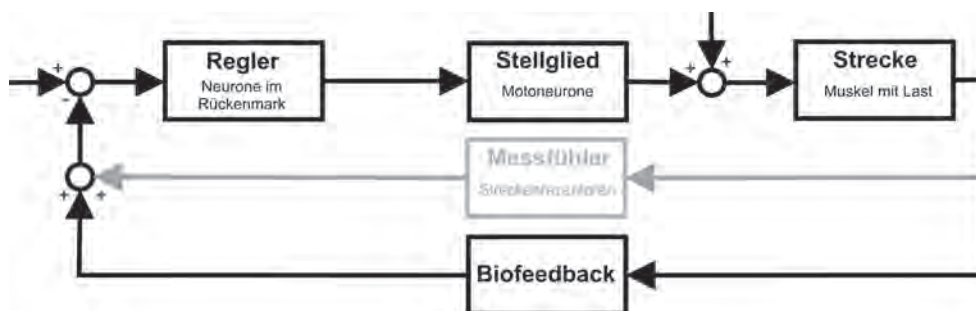 Regler
Neurone im
Rückenmark
Stellglied
Motoneurone
Strecke
Muskel mit Last
+
-
+
+
+
+
Messfühler
Biofeedback